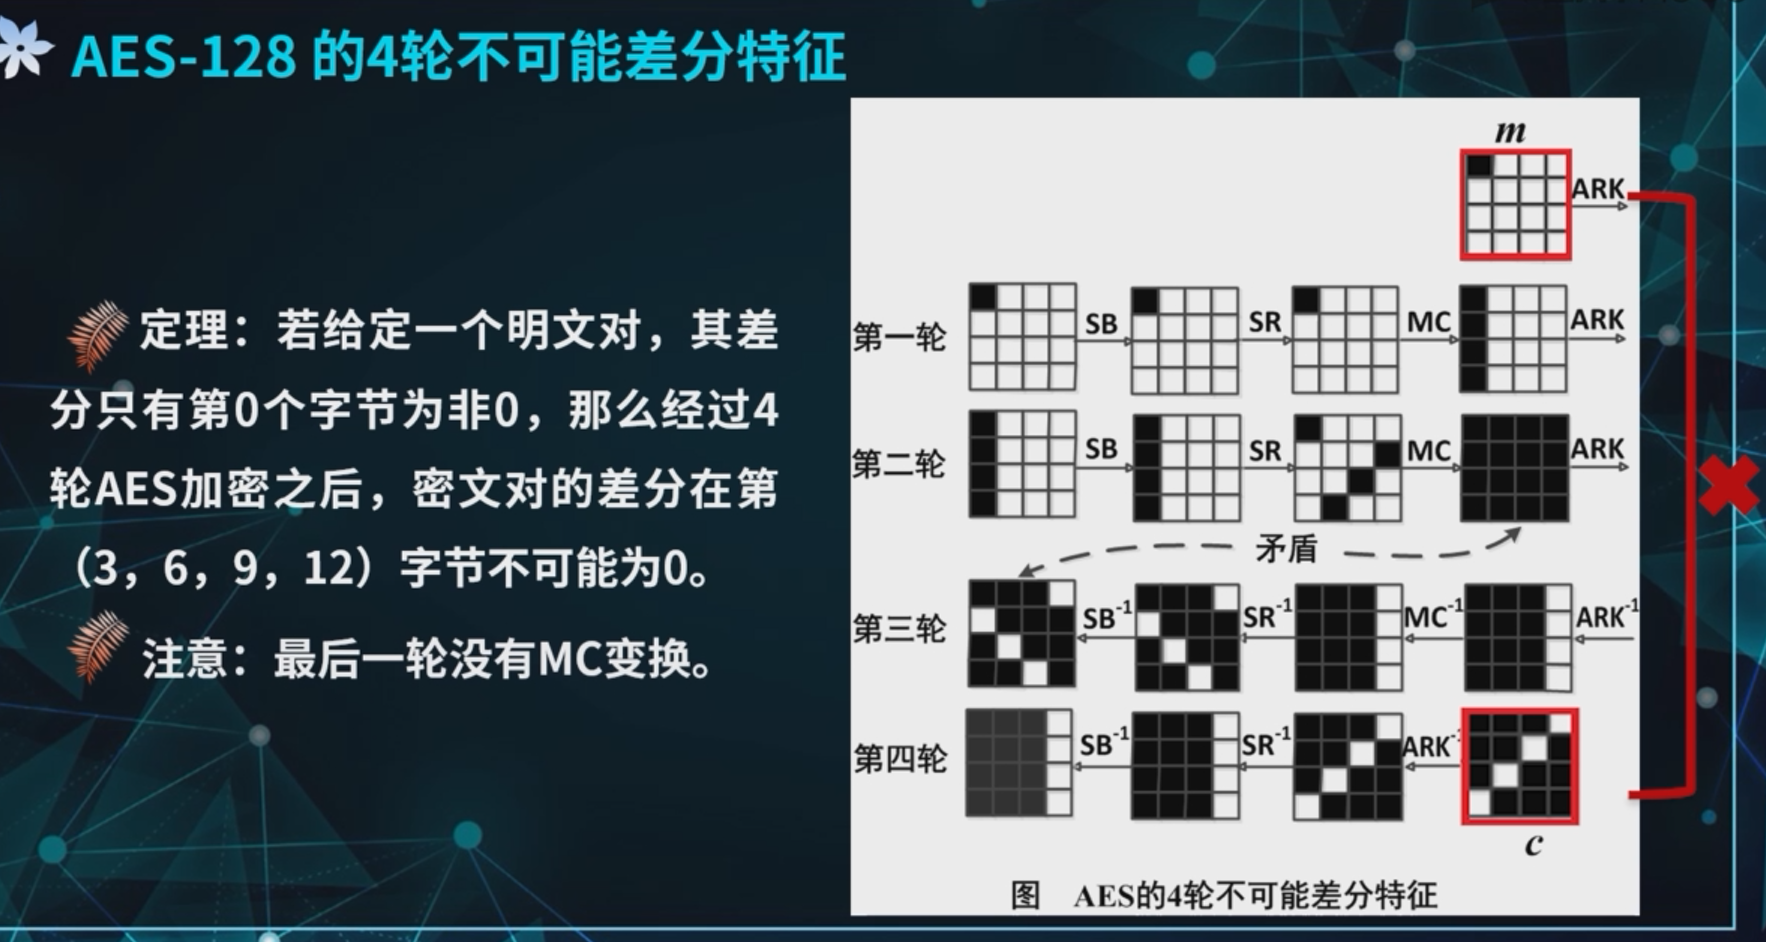 AES-128 的4轮不可能差分特征
定理：若给定一个明文对，其差
分只有第0个字节为非0，那么经过4
轮AES加密之后，密文对的差分在第
（3，6，9，12）字节不可能为0。
注意：最后一轮没有MC变换。
m
ARK
第一轮 SB SR MC ARK
第二轮 SB SR MC ARK
矛盾
第三轮 SB-1 SR-1 MC-1 ARK-1
第四轮 SB-1 SR-1 ARK-1
c
图 AES的4轮不可能差分特征